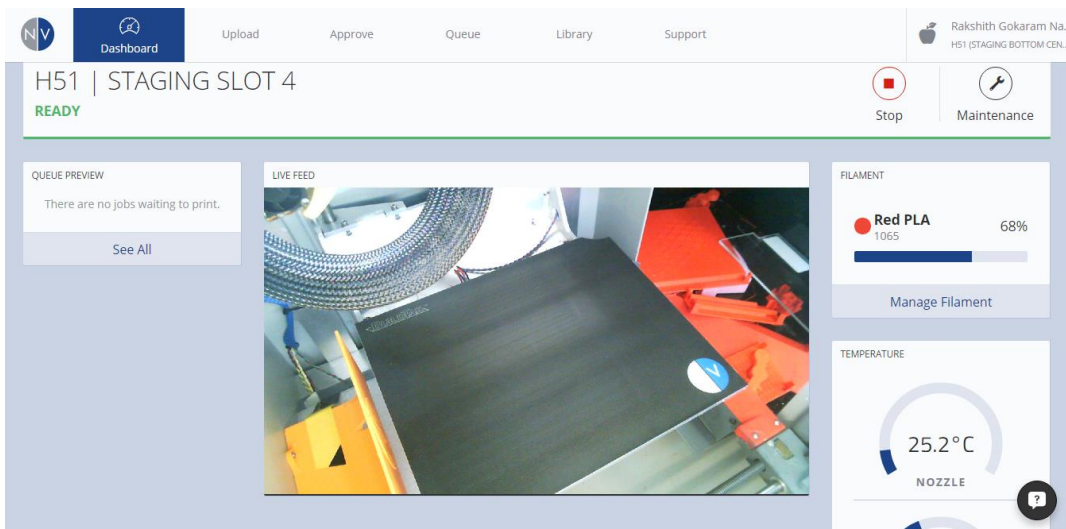 NV
Dashboard
Upload
Approve
Queue
Library
Support
Rakshith Gokaram Na...
H51 (STAGING BOTTOM CEN...
H51 | STAGING SLOT 4
READY
Stop
Maintenance
QUEUE PREVIEW
There are no jobs waiting to print.
See All
LIVE FEED
FILAMENT
Red PLA
68%
1065
Manage Filament
TEMPERATURE
25.2°C
NOZZLE